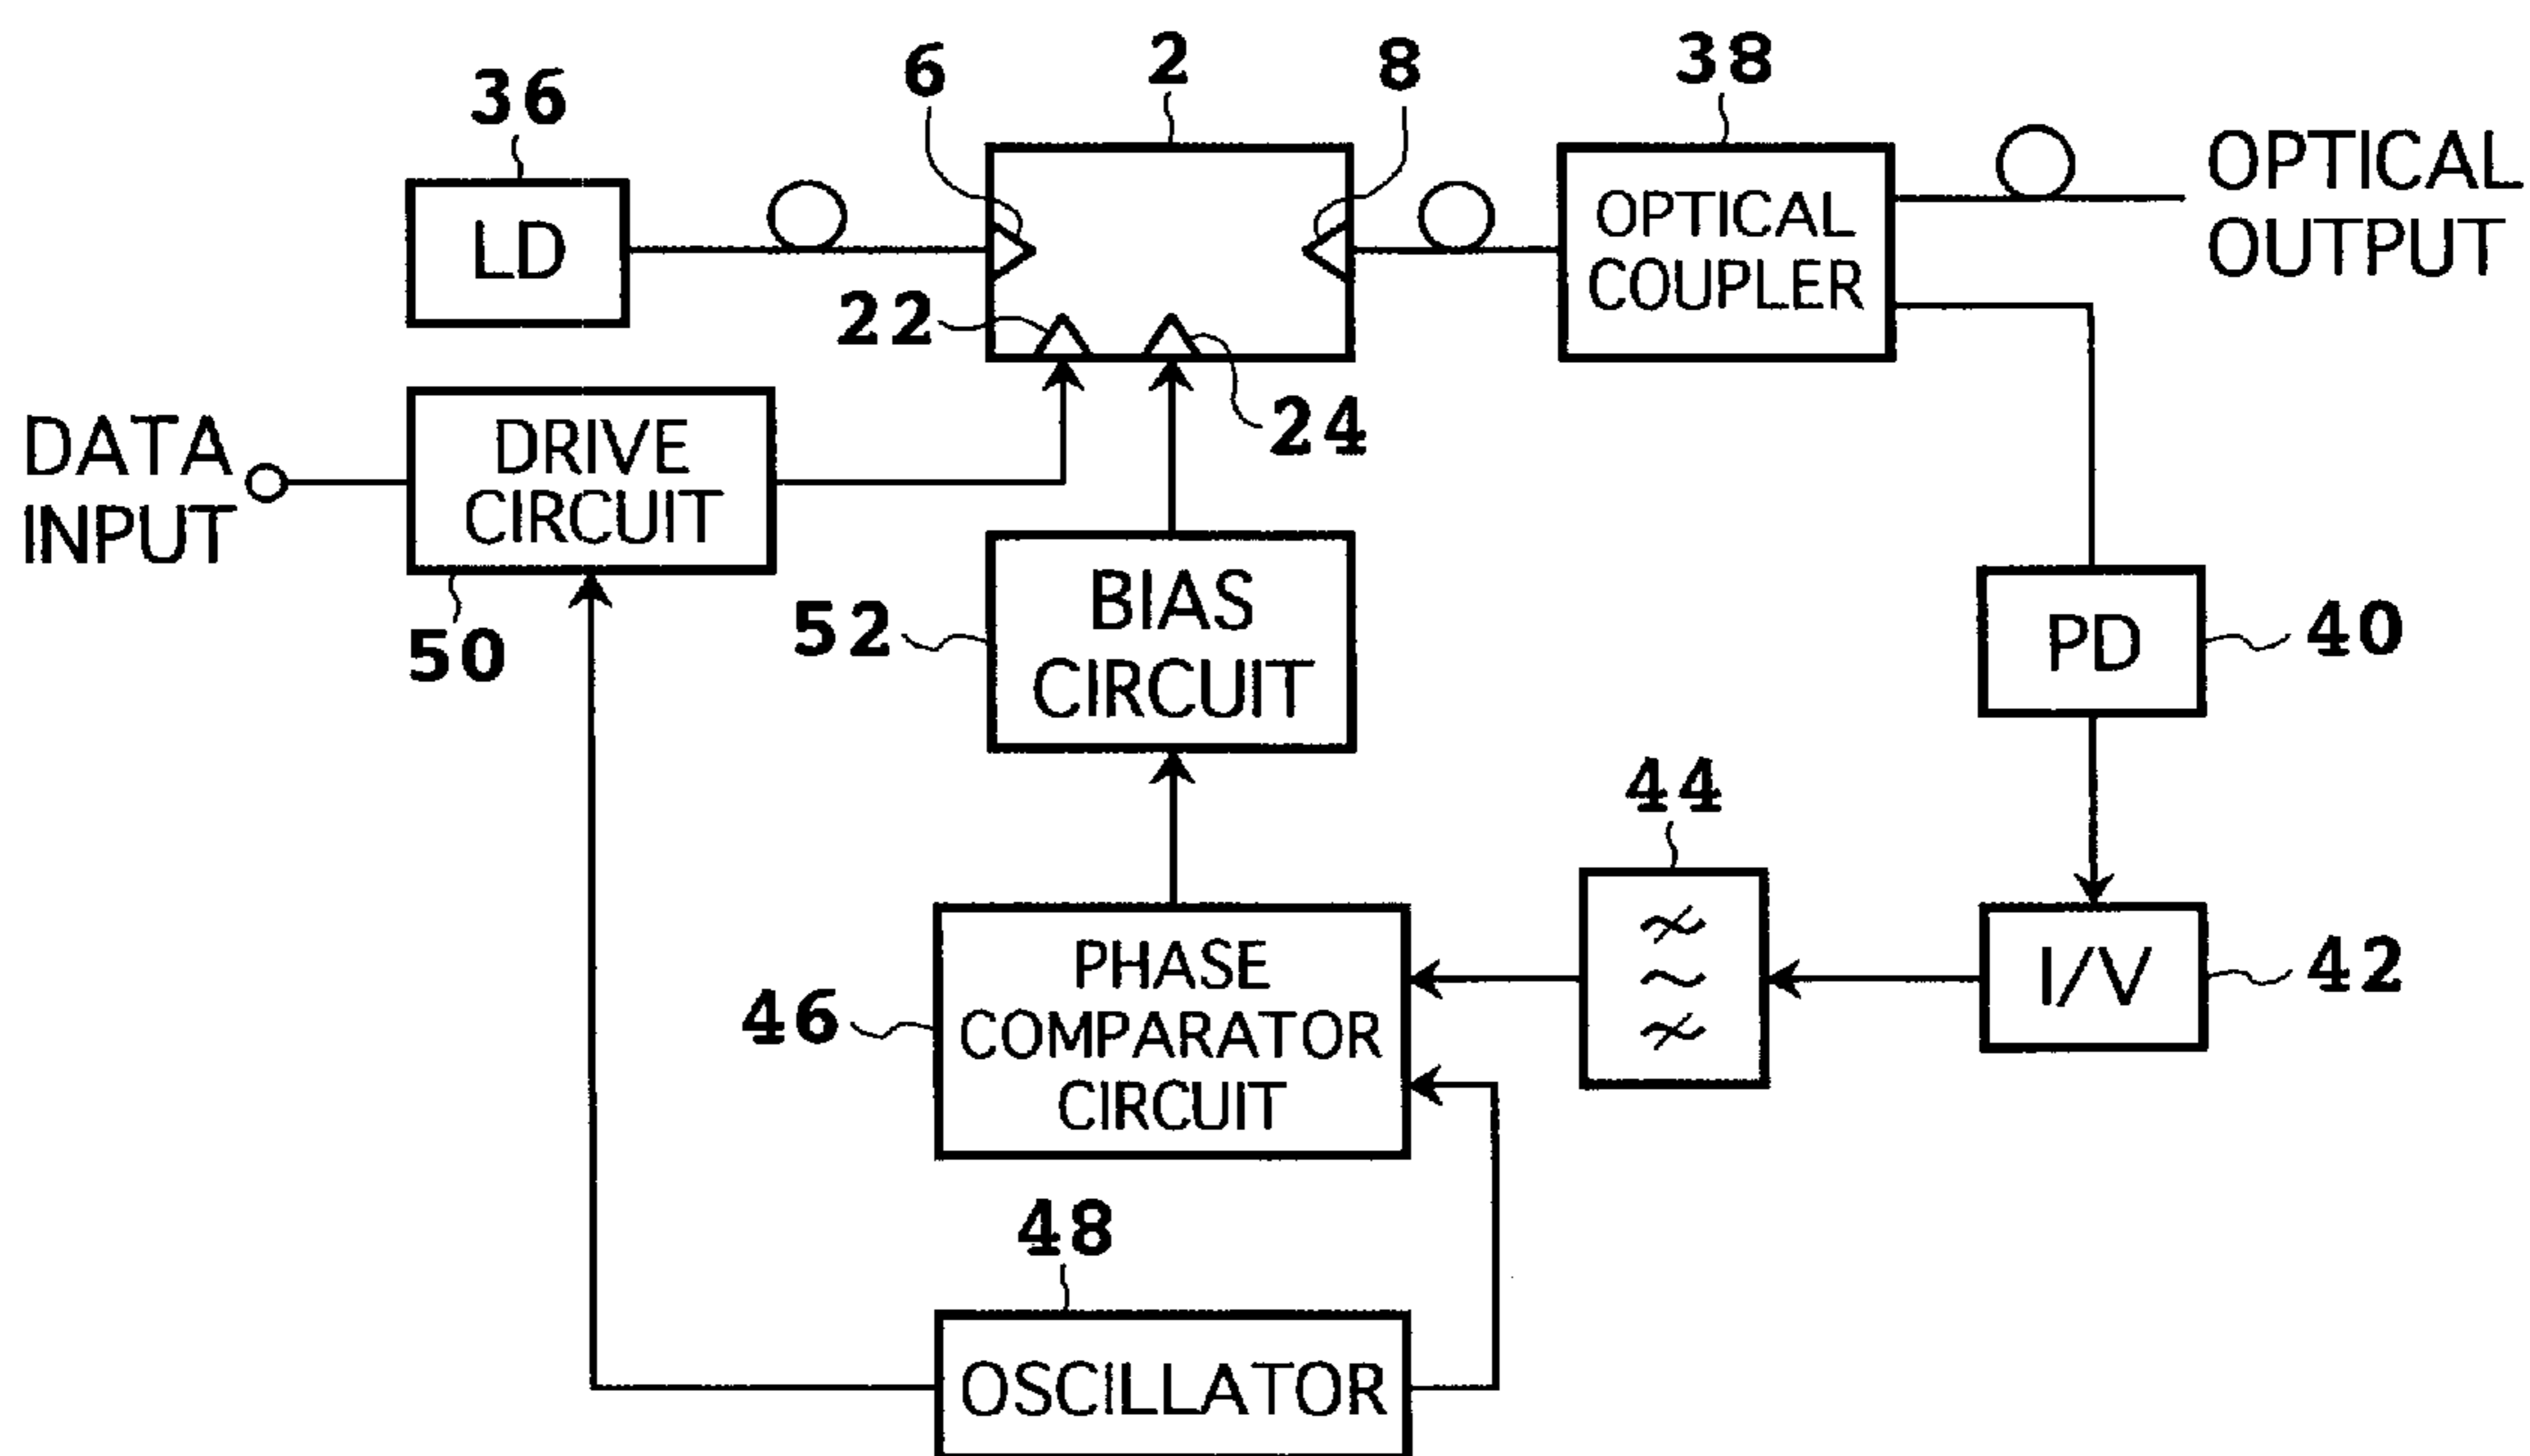 36
6
2
8
38
LD
OPTICAL
COUPLER
OPTICAL
OUTPUT
22
24
DATA
INPUT
DRIVE
CIRCUIT
50
52
BIAS
CIRCUIT
PD
40
44
46
PHASE
COMPARATOR
CIRCUIT
I/V
42
48
OSCILLATOR